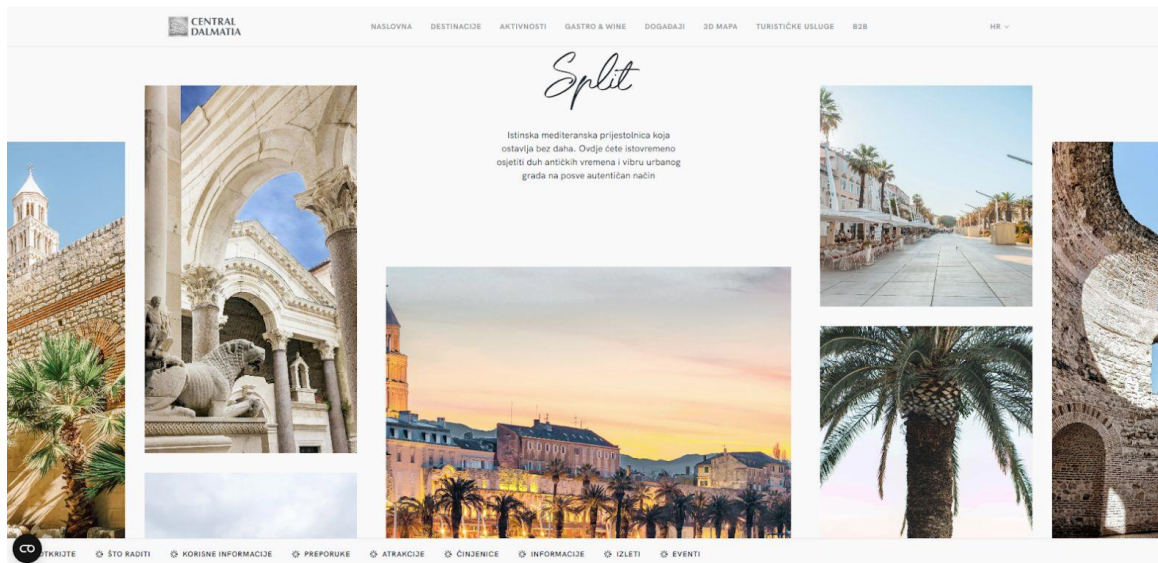 CENTRAL
DALMATIA
NASLOVNA DESTINACIJE AKTIVNOSTI GASTRO & WINE DOGAĐAJI 3D MAPA TURISTIČKE USLUGE B2B HR
Split
Istinska mediteranska prijestolnica koja
ostavlja bez daha. Ovdje ćete istovremeno
osjetiti duh antičkih vremena i vibru urbanog
grada na posve autentičan način
OTKRIJTE ŠTO RADITI KORISNE INFORMACIJE PREPORUKE ATRAKCIJE ČINJENICE INFORMACIJE IZLETI EVENTI